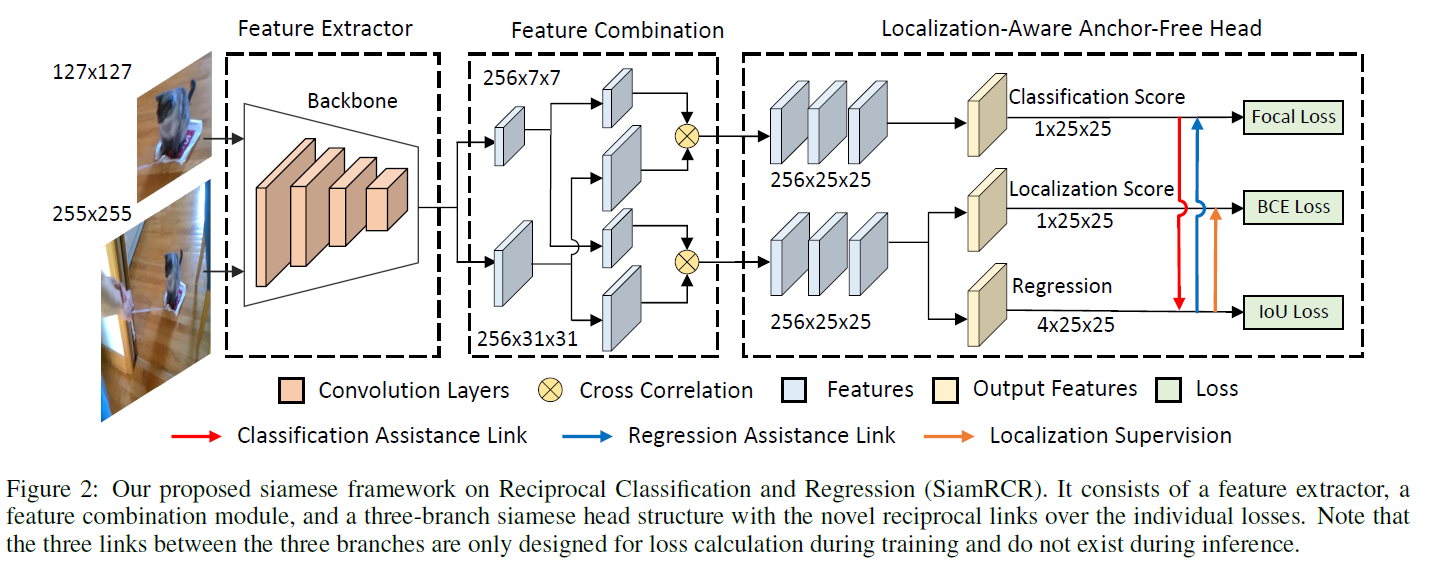 Feature Extractor
Feature Combination
Localization-Aware Anchor-Free Head
127x127
255x255
Backbone
256x7x7
256x31x31
256x25x25
256x25x25
Classification Score
1x25x25
Localization Score
1x25x25
Regression
4x25x25
Focal Loss
BCE Loss
IoU Loss
Convolution Layers
Cross Correlation
Features
Output Features
Loss
Classification Assistance Link
Regression Assistance Link
Localization Supervision
Figure 2: Our proposed siamese framework on Reciprocal Classification and Regression (SiamRCR). It consists of a feature extractor, a
feature combination module, and a three-branch siamese head structure with the novel reciprocal links over the individual losses. Note that
the three links between the three branches are only designed for loss calculation during training and do not exist during inference.